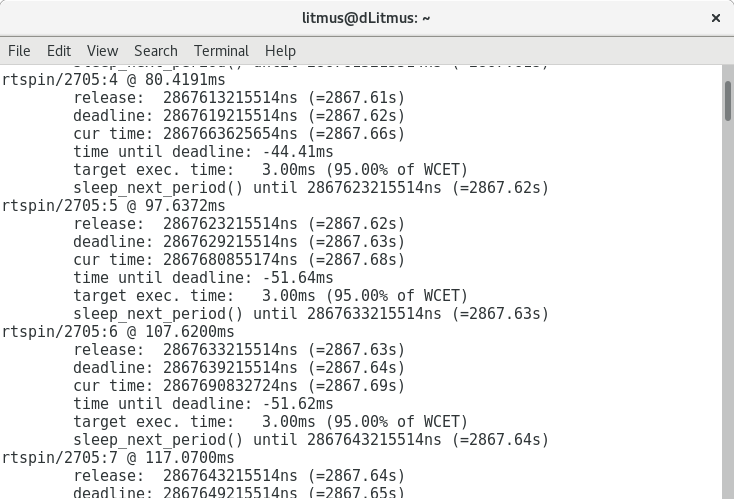 litmus@dLitmus: ~
×
File Edit View Search Terminal Help
rtspin/2705:4 @ 80.4191ms
release:  2867613215514ns (=2867.61s)
deadline: 2867619215514ns (=2867.62s)
cur time: 2867663625654ns (=2867.66s)
time until deadline: -44.41ms
target exec. time:   3.00ms (95.00% of WCET)
sleep_next_period() until 2867623215514ns (=2867.62s)
rtspin/2705:5 @ 97.6372ms
release:  2867623215514ns (=2867.62s)
deadline: 2867629215514ns (=2867.63s)
cur time: 2867680855174ns (=2867.68s)
time until deadline: -51.64ms
target exec. time:   3.00ms (95.00% of WCET)
sleep_next_period() until 2867633215514ns (=2867.63s)
rtspin/2705:6 @ 107.6200ms
release:  2867633215514ns (=2867.63s)
deadline: 2867639215514ns (=2867.64s)
cur time: 2867690832724ns (=2867.69s)
time until deadline: -51.62ms
target exec. time:   3.00ms (95.00% of WCET)
sleep_next_period() until 2867643215514ns (=2867.64s)
rtspin/2705:7 @ 117.0700ms
release:  2867643215514ns (=2867.64s)
deadline: 2867649215514ns (=2867.65s)